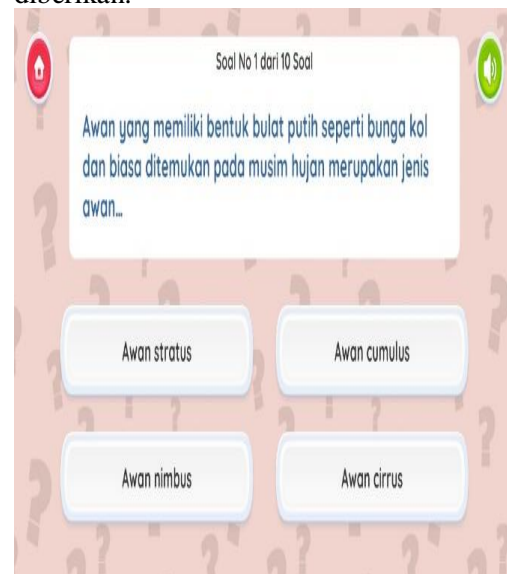 diberikan.
Soal No 1 dari 10 Soal
Awan yang memiliki bentuk bulat putih seperti bunga kol
dan biasa ditemukan pada musim hujan merupakan jenis
awan...
Awan stratus
Awan cumulus
Awan nimbus
Awan cirrus